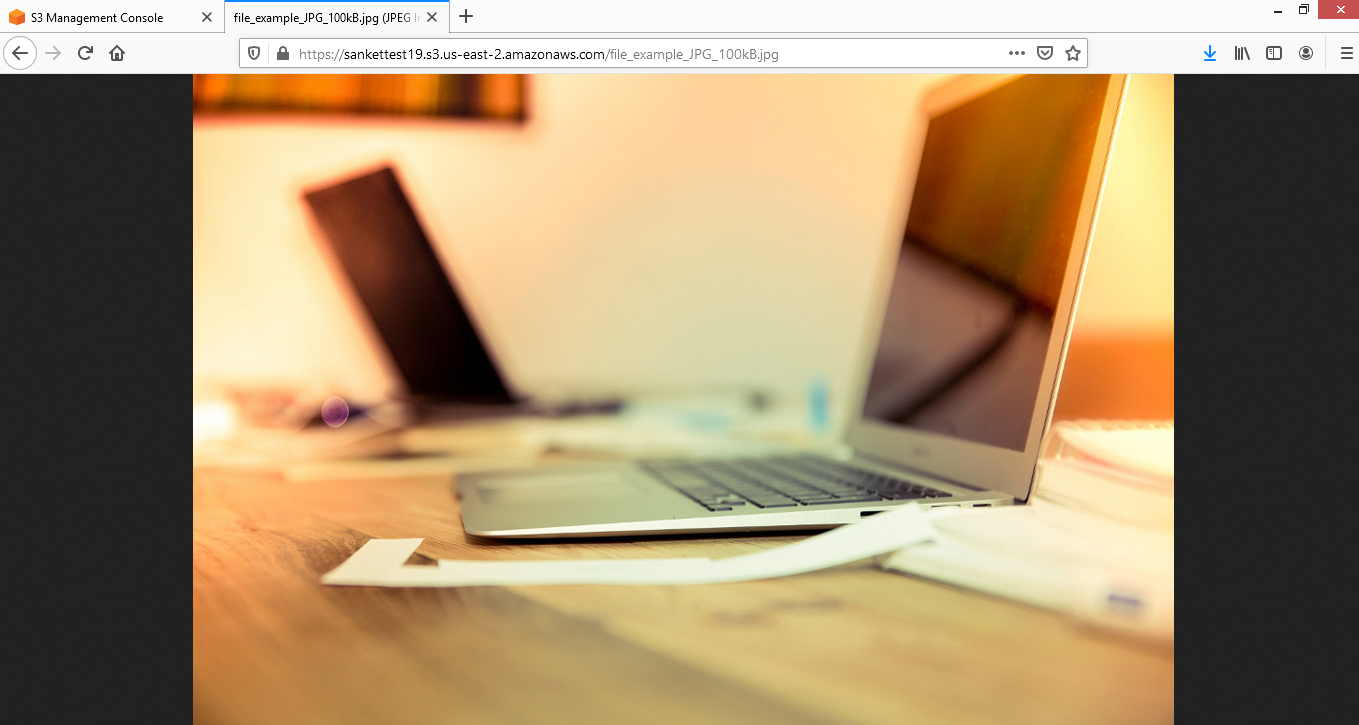 S3 Management Console
file_example_JPG_100kB.jpg (JPEG I
https://sankettest19.s3.us-east-2.amazonaws.com/file_example_JPG_100kB.jpg